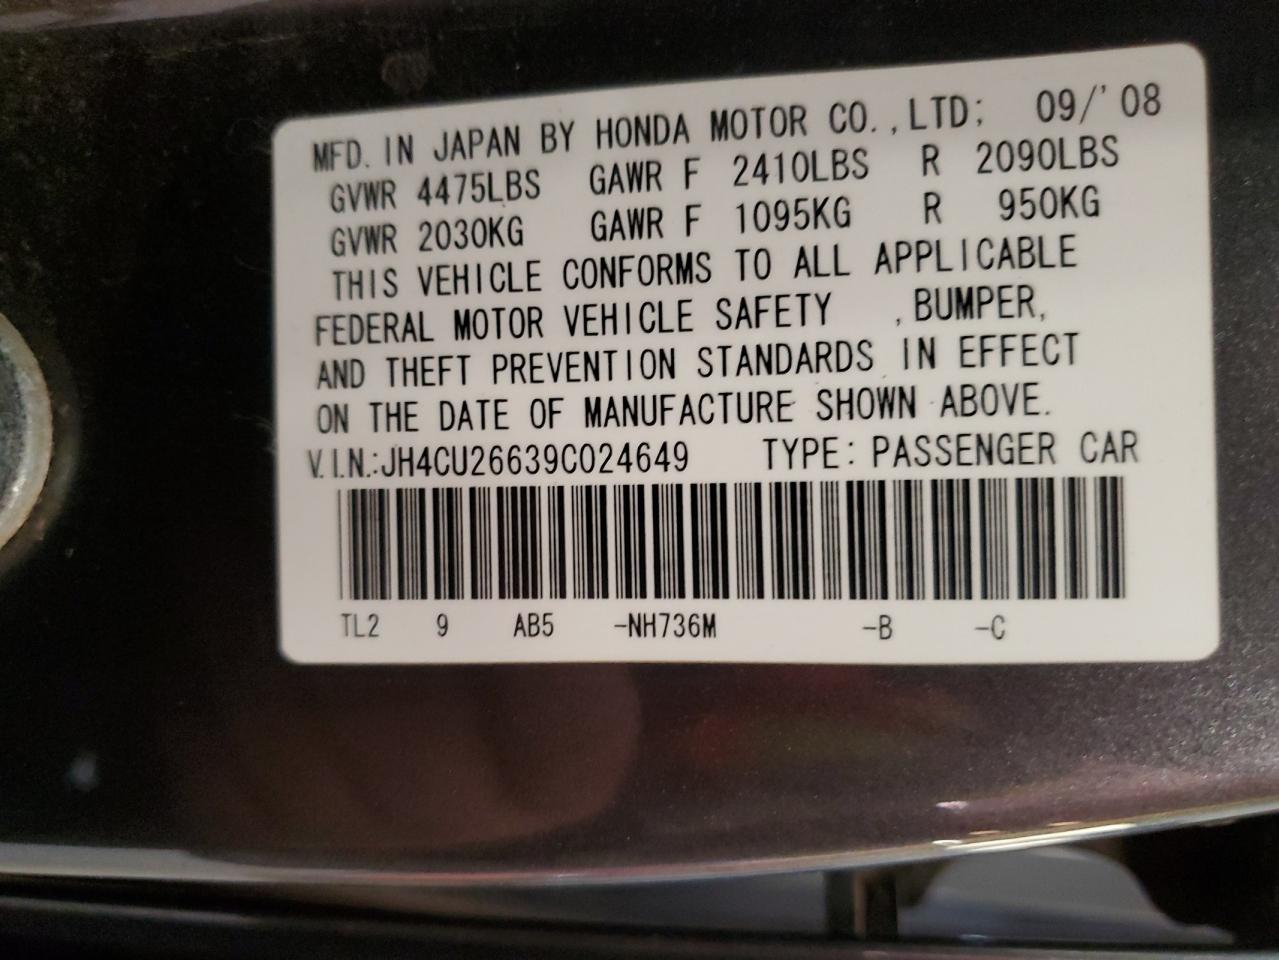 MFD. IN JAPAN BY HONDA MOTOR CO., LTD; 09/'08
GVWR 4475LBS GAWR F 2410LBS R 2090LBS
GVWR 2030KG GAWR F 1095KG R 950KG
THIS VEHICLE CONFORMS TO ALL APPLICABLE
FEDERAL MOTOR VEHICLE SAFETY , BUMPER,
AND THEFT PREVENTION STANDARDS IN EFFECT
ON THE DATE OF MANUFACTURE SHOWN ABOVE.
V.I.N.:JH4CU26639C024649 TYPE: PASSENGER CAR
TL2 9 AB5 -NH736M -B -C